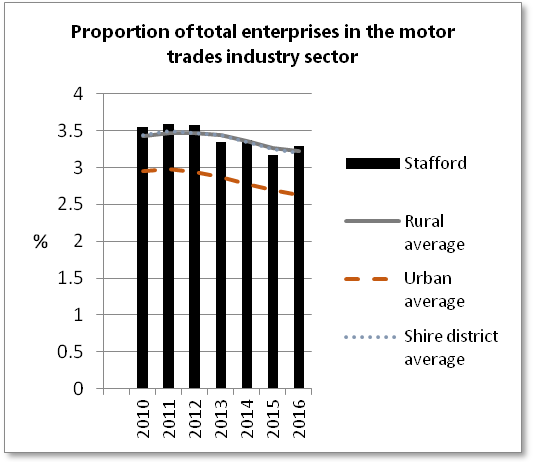 Proportion of total enterprises in the motor
trades industry sector
4
3.5
3
2.5
2
1.5
1
0.5
0
%
2010
2011
2012
2013
2014
2015
2016
Stafford
Rural
average
Urban
average
Shire district
average